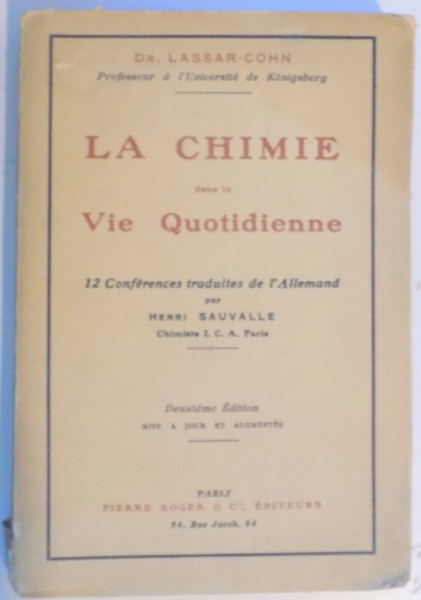 DR. LASSAR-COHN
Professeur à l'Université de Königsberg
LA CHIMIE
dans la
Vie Quotidienne
12 Conférences traduites de l'Allemand
par
HENRI SAUVALLE
Chimiste I. C. A. Paris
Deuxième Édition
MISE A JOUR ET AUGMENTÉE
PARIS
PIERRE ROGER & Cie, ÉDITEURS
54, Rue Jacob, 54